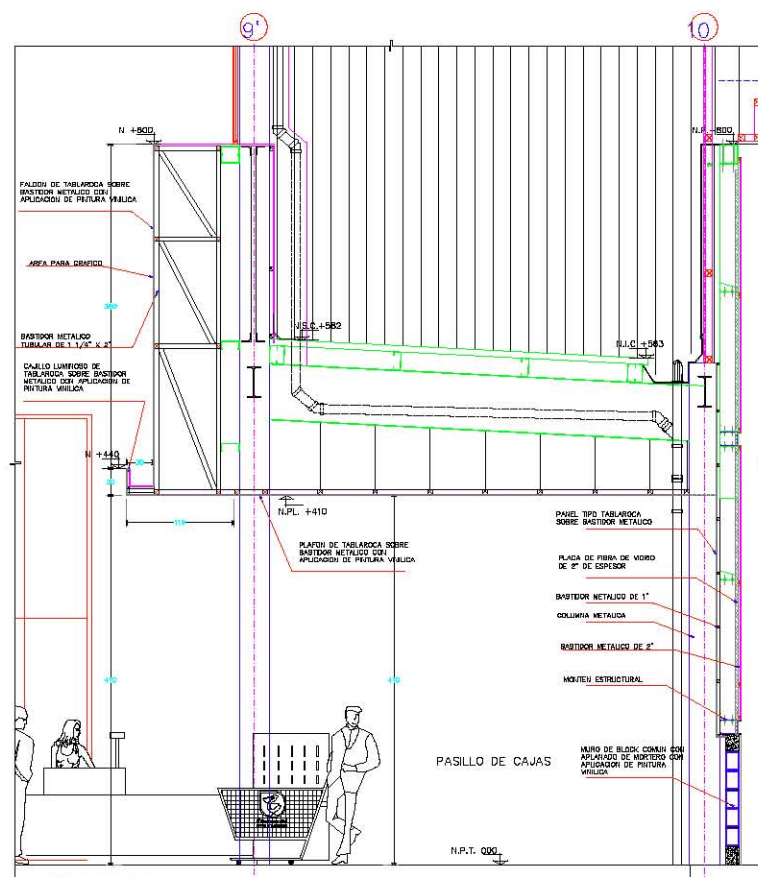 9'
10
N +800
N.P. +800
FALDON DE TABLAROCA SOBRE
BASTIDOR METALICO CON
APLICACION DE PINTURA VINILICA
AREA PARA GRAFICO
BASTIDOR METALICO
TUBULAR DE 1 1/4" X 2"
CAJILLO LUMINOSO DE
TABLAROCA SOBRE BASTIDOR
METALICO CON APLICACION DE
PINTURA VINILICA
N.S.C.+582
N.I.C +563
N +440
N.PL. +410
PLAFON DE TABLAROCA SOBRE
BASTIDOR METALICO CON
APLICACION DE PINTURA VINILICA
PANEL TIPO TABLAROCA
SOBRE BASTIDOR METALICO
PLACA DE FIBRA DE VIDRIO
DE 2" DE ESPESOR
BASTIDOR METALICO DE 1"
COLUMNA METALICA
BASTIDOR METALICO DE 2"
MONTEN ESTRUCTURAL
PASILLO DE CAJAS
MURO DE BLOCK COMUN CON
APLANADO DE MORTERO CON
APLICACION DE PINTURA
VINILICA
N.P.T. 000